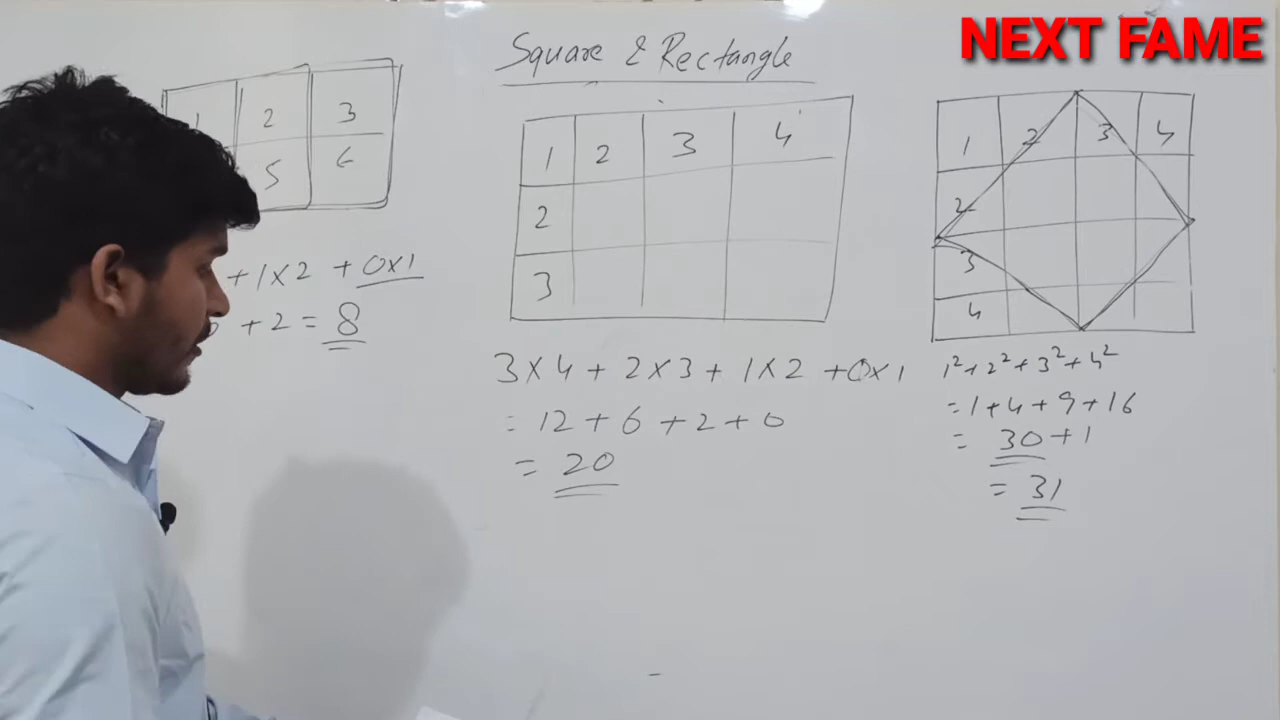 NEXT FAME
Square & Rectangle
1 2 3
5 6
+ 1×2 + 0×1
+ 2 = 8
1 2 3 4
2
3
3×4 + 2×3 + 1×2 + 0×1
= 12 + 6 + 2 + 0
= 20
1 2 3 4
2
3
4
1² + 2² + 3² + 4²
= 1 + 4 + 9 + 16
= 30 + 1
= 31